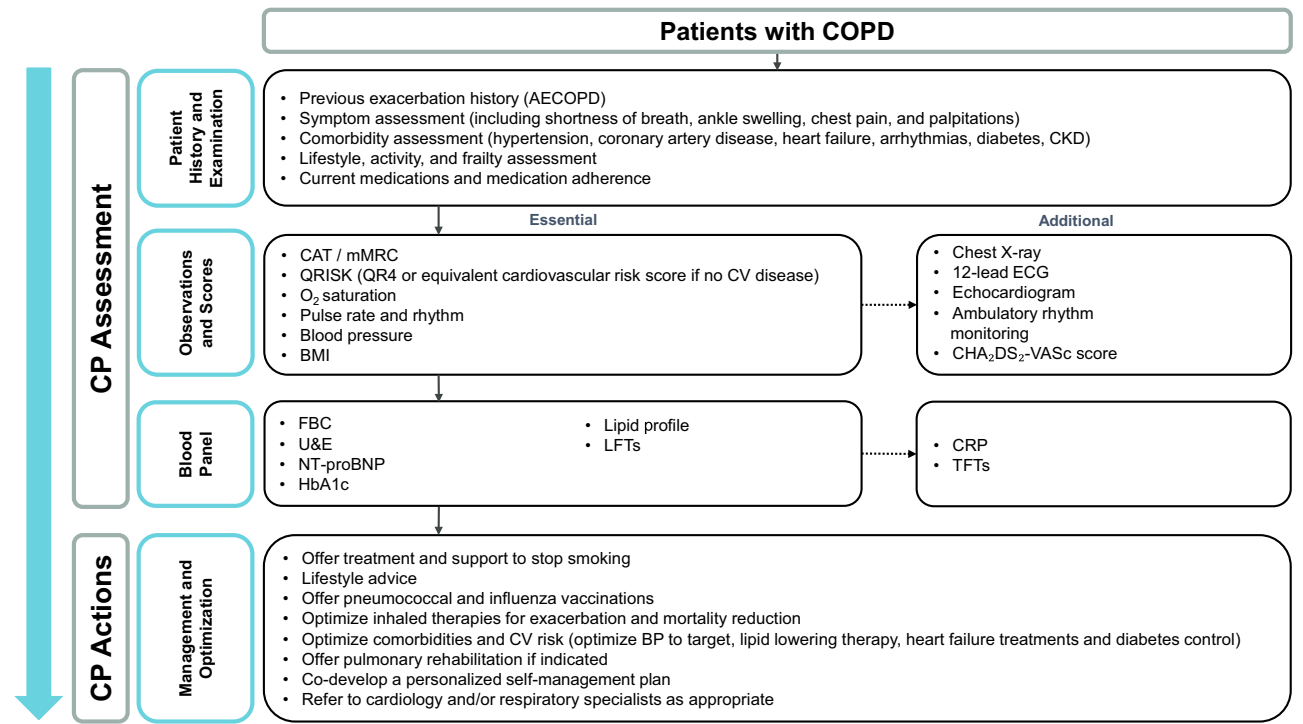 Patients with COPD
CP Assessment
Patient
History and
Examination
• Previous exacerbation history (AECOPD)
• Symptom assessment (including shortness of breath, ankle swelling, chest pain, and palpitations)
• Comorbidity assessment (hypertension, coronary artery disease, heart failure, arrhythmias, diabetes, CKD)
• Lifestyle, activity, and frailty assessment
• Current medications and medication adherence
Essential
Additional
Observations
and Scores
• CAT / mMRC
• QRISK (QR4 or equivalent cardiovascular risk score if no CV disease)
• O₂ saturation
• Pulse rate and rhythm
• Blood pressure
• BMI
• Chest X-ray
• 12-lead ECG
• Echocardiogram
• Ambulatory rhythm
monitoring
• CHA₂DS₂-VASc score
Blood
Panel
• FBC
• U&E
• NT-proBNP
• HbA1c
• Lipid profile
• LFTs
• CRP
• TFTs
CP Actions
Management and
Optimization
• Offer treatment and support to stop smoking
• Lifestyle advice
• Offer pneumococcal and influenza vaccinations
• Optimize inhaled therapies for exacerbation and mortality reduction
• Optimize comorbidities and CV risk (optimize BP to target, lipid lowering therapy, heart failure treatments and diabetes control)
• Offer pulmonary rehabilitation if indicated
• Co-develop a personalized self-management plan
• Refer to cardiology and/or respiratory specialists as appropriate